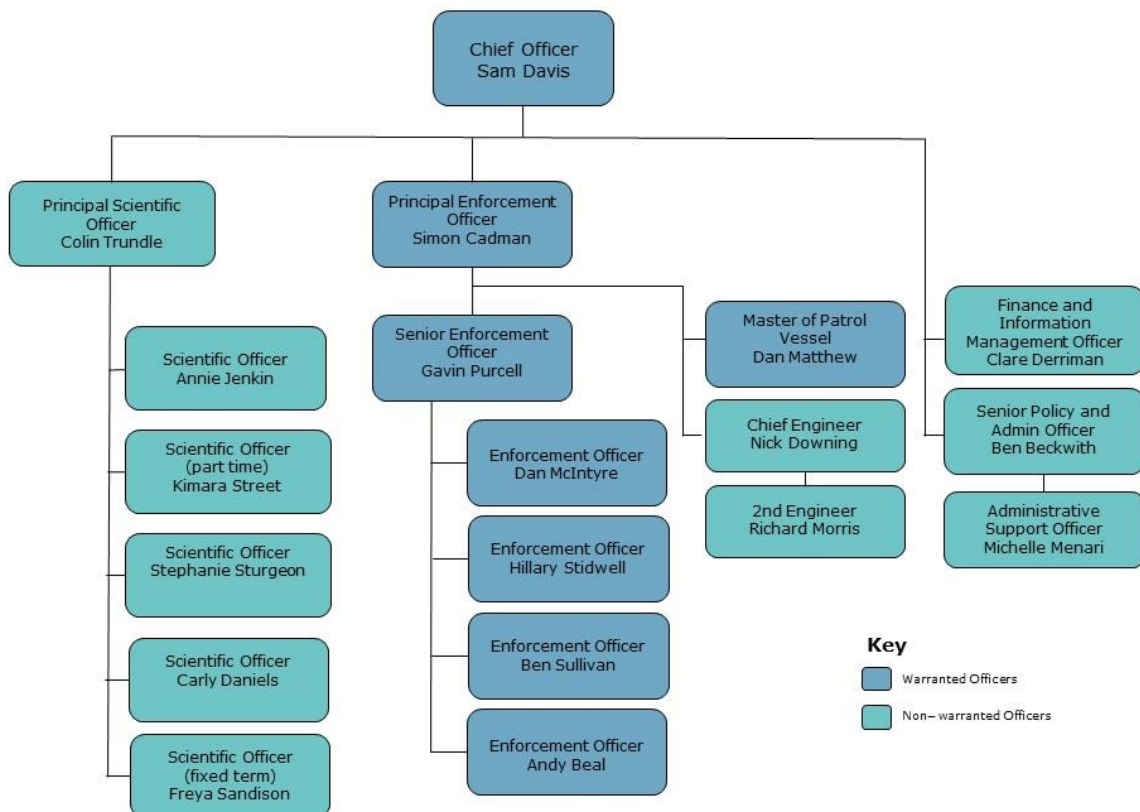 Chief Officer
Sam Davis
Principal Scientific
Officer
Colin Trundle
Scientific Officer
Annie Jenkin
Scientific Officer
(part time)
Kimara Street
Scientific Officer
Stephanie Sturgeon
Scientific Officer
Carly Daniels
Scientific Officer
(fixed term)
Freya Sandison
Principal Enforcement
Officer
Simon Cadman
Senior Enforcement
Officer
Gavin Purcell
Enforcement Officer
Dan McIntyre
Enforcement Officer
Hillary Stidwell
Enforcement Officer
Ben Sullivan
Enforcement Officer
Andy Beal
Master of Patrol
Vessel
Dan Matthew
Chief Engineer
Nick Downing
2nd Engineer
Richard Morris
Finance and
Information
Management Officer
Clare Derriman
Senior Policy and
Admin Officer
Ben Beckwith
Administrative
Support Officer
Michelle Menari
Key
Warranted Officers
Non– warranted Officers